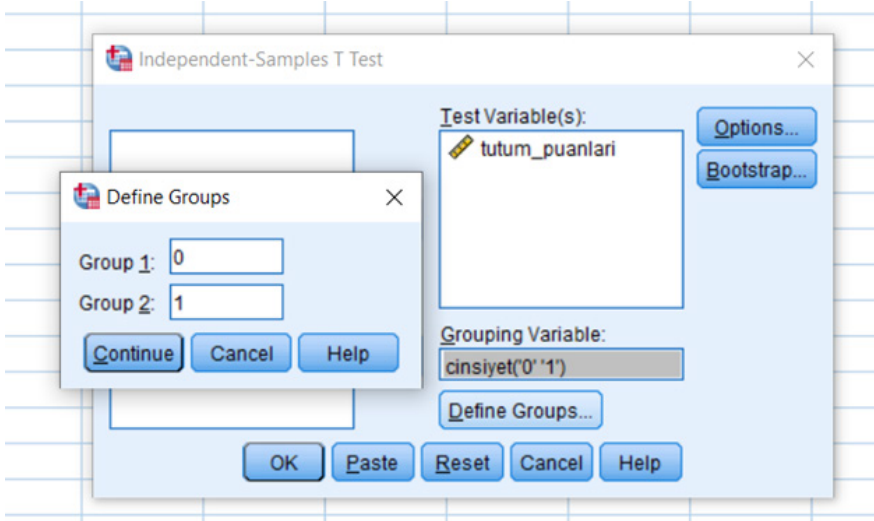 Independent-Samples T Test
Test Variable(s):
tutum_puanlari
Options...
Bootstrap...
Define Groups
Group 1: 0
Group 2: 1
Continue Cancel Help
Grouping Variable:
cinsiyet('0' '1')
Define Groups...
OK Paste Reset Cancel Help